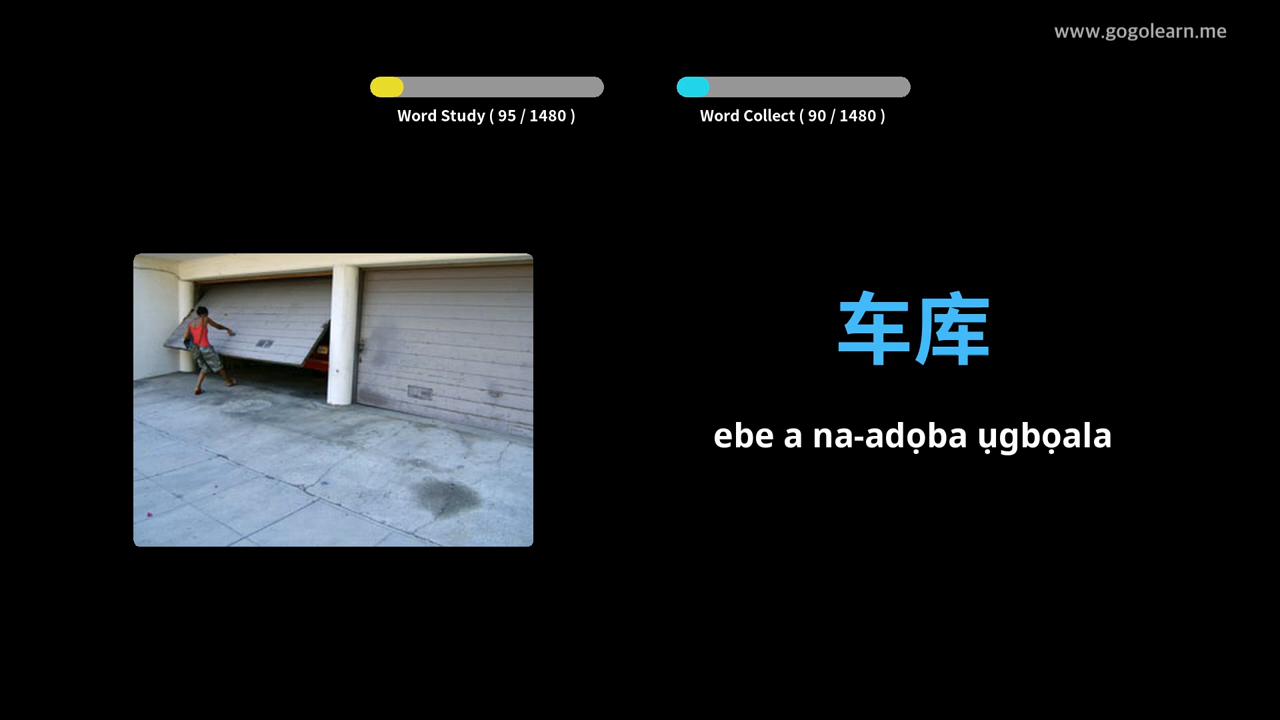 www.gogolearn.me
Word Study ( 95 / 1480 )
Word Collect ( 90 / 1480 )
车库
ebe a na-adọba ụgbọala